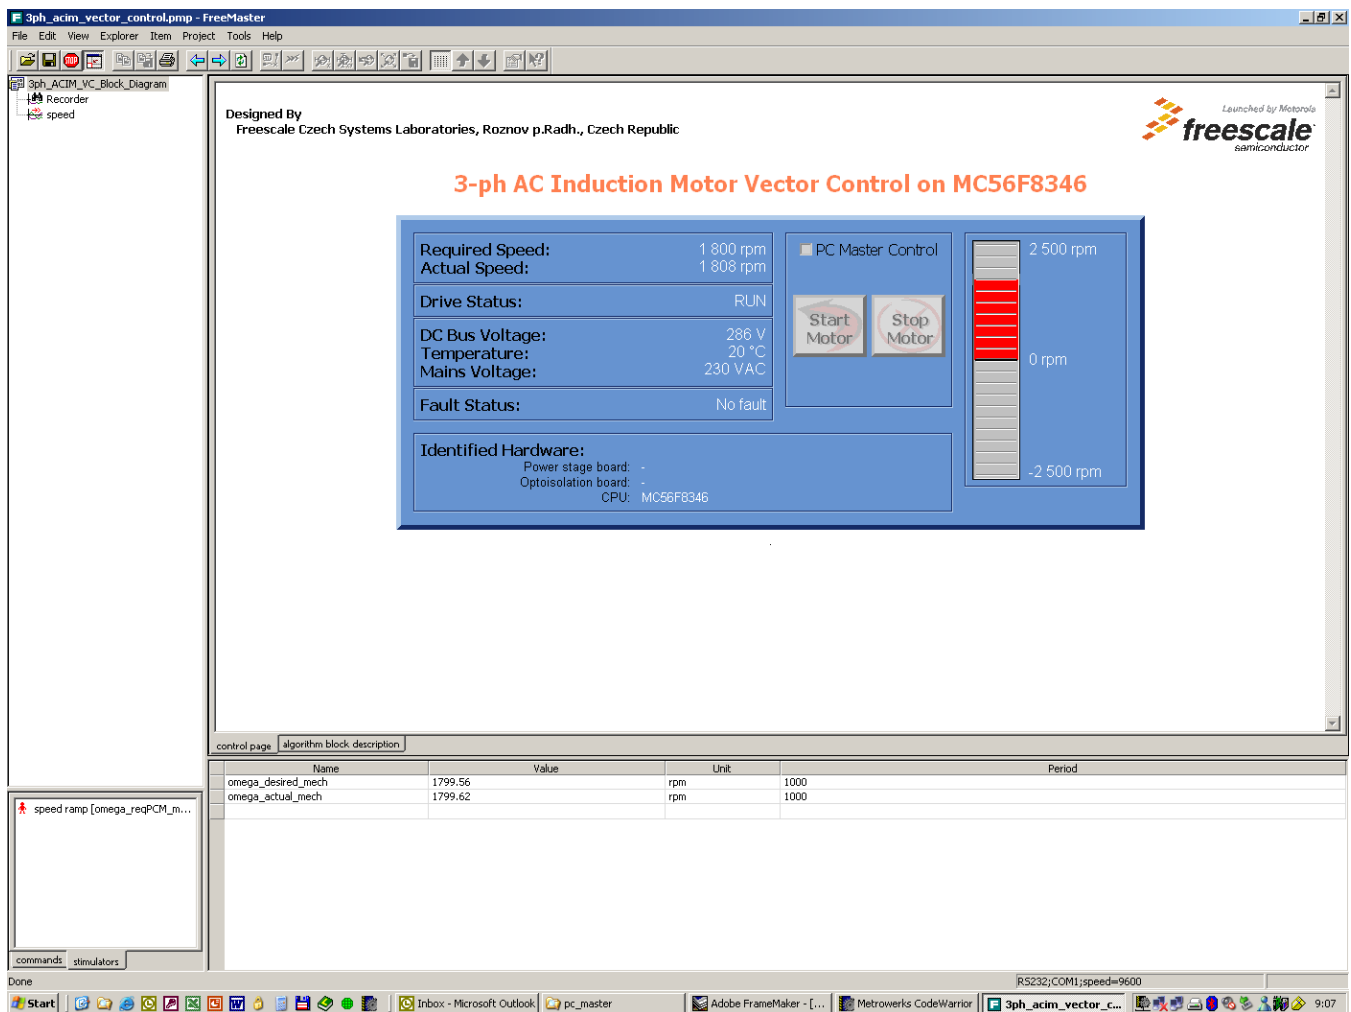 3ph_acim_vector_control.pmp - FreeMaster
File Edit View Explorer Item Project Tools Help
3ph_ACIM_VC_Block_Diagram
Recorder
speed
Designed By
Freescale Czech Systems Laboratories, Roznov p.Radh., Czech Republic
Launched by Motorola
freescale
semiconductor
3-ph AC Induction Motor Vector Control on MC56F8346
Required Speed: 1 800 rpm
Actual Speed: 1 808 rpm
Drive Status: RUN
DC Bus Voltage: 286 V
Temperature: 20 °C
Mains Voltage: 230 VAC
Fault Status: No fault
PC Master Control
Start Motor
Stop Motor
2 500 rpm
0 rpm
-2 500 rpm
Identified Hardware:
Power stage board: -
Optoisolation board: -
CPU: MC56F8346
control page algorithm block description
Name Value Unit Period
omega_desired_mech 1799.56 rpm 1000
omega_actual_mech 1799.62 rpm 1000
speed ramp [omega_reqPCM_m...
commands stimulators
Done
RS232;COM1;speed=9600
Start
Inbox - Microsoft Outlook
pc_master
Adobe FrameMaker - [...
Metrowerks CodeWarrior
3ph_acim_vector_c...
9:07